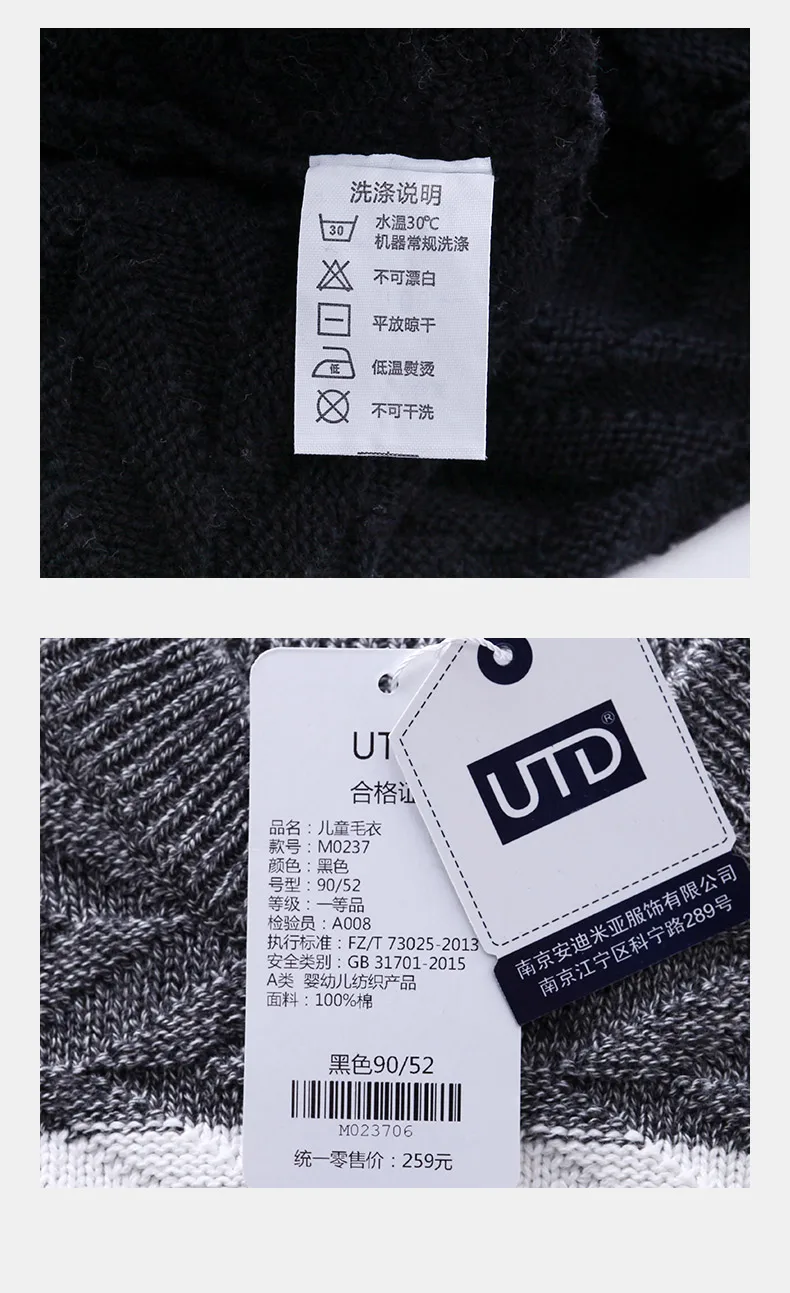 洗涤说明
30
水温30℃
机器常规洗涤
不可漂白
平放晾干
低
低温熨烫
不可干洗
UTD®
南京安迪米亚服饰有限公司
南京江宁区科宁路289号
UT
合格证
品名：儿童毛衣
款号：M0237
颜色：黑色
号型：90/52
等级：一等品
检验员：A008
执行标准：FZ/T 73025-2013
安全类别：GB 31701-2015
A类 婴幼儿纺织产品
面料：100%棉
黑色90/52
M023706
统一零售价：259元